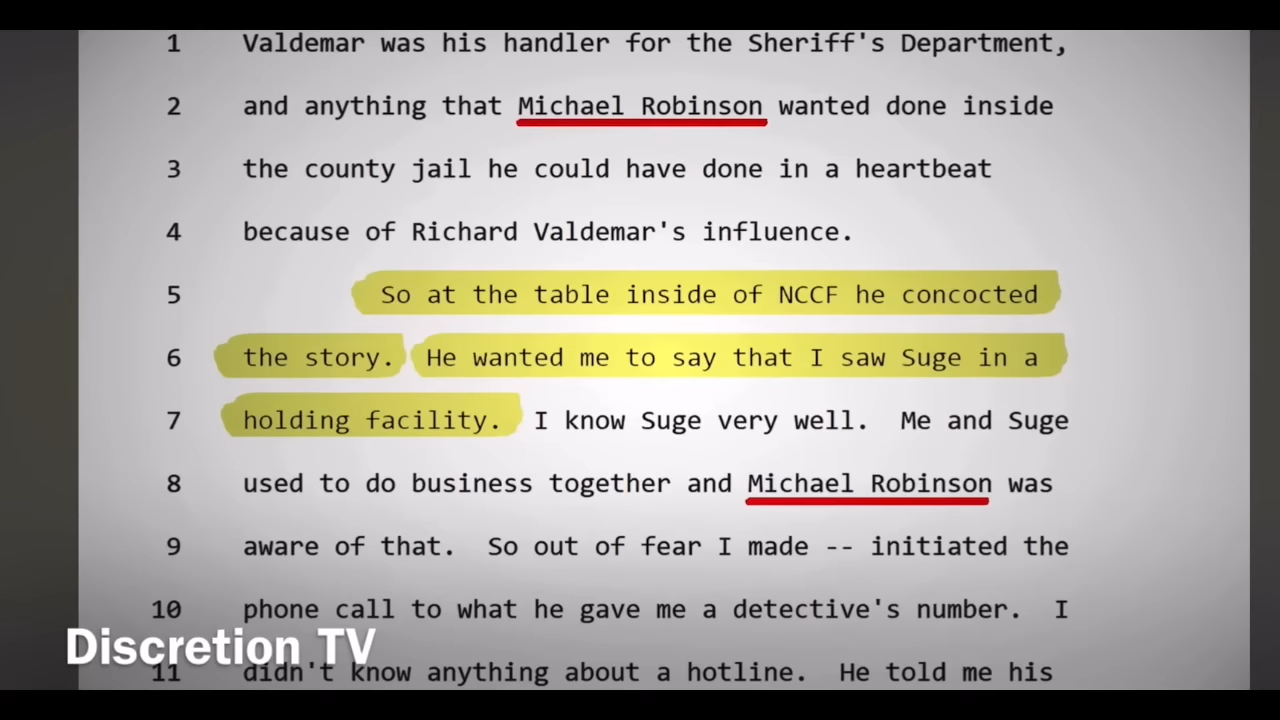 1 Valdemar was his handler for the Sheriff's Department,
2 and anything that Michael Robinson wanted done inside
3 the county jail he could have done in a heartbeat
4 because of Richard Valdemar's influence.
5 So at the table inside of NCCF he concocted
6 the story. He wanted me to say that I saw Suge in a
7 holding facility. I know Suge very well. Me and Suge
8 used to do business together and Michael Robinson was
9 aware of that. So out of fear I made -- initiated the
10 phone call to what he gave me a detective's number. I
11 didn't know anything about a hotline. He told me his
Discretion TV